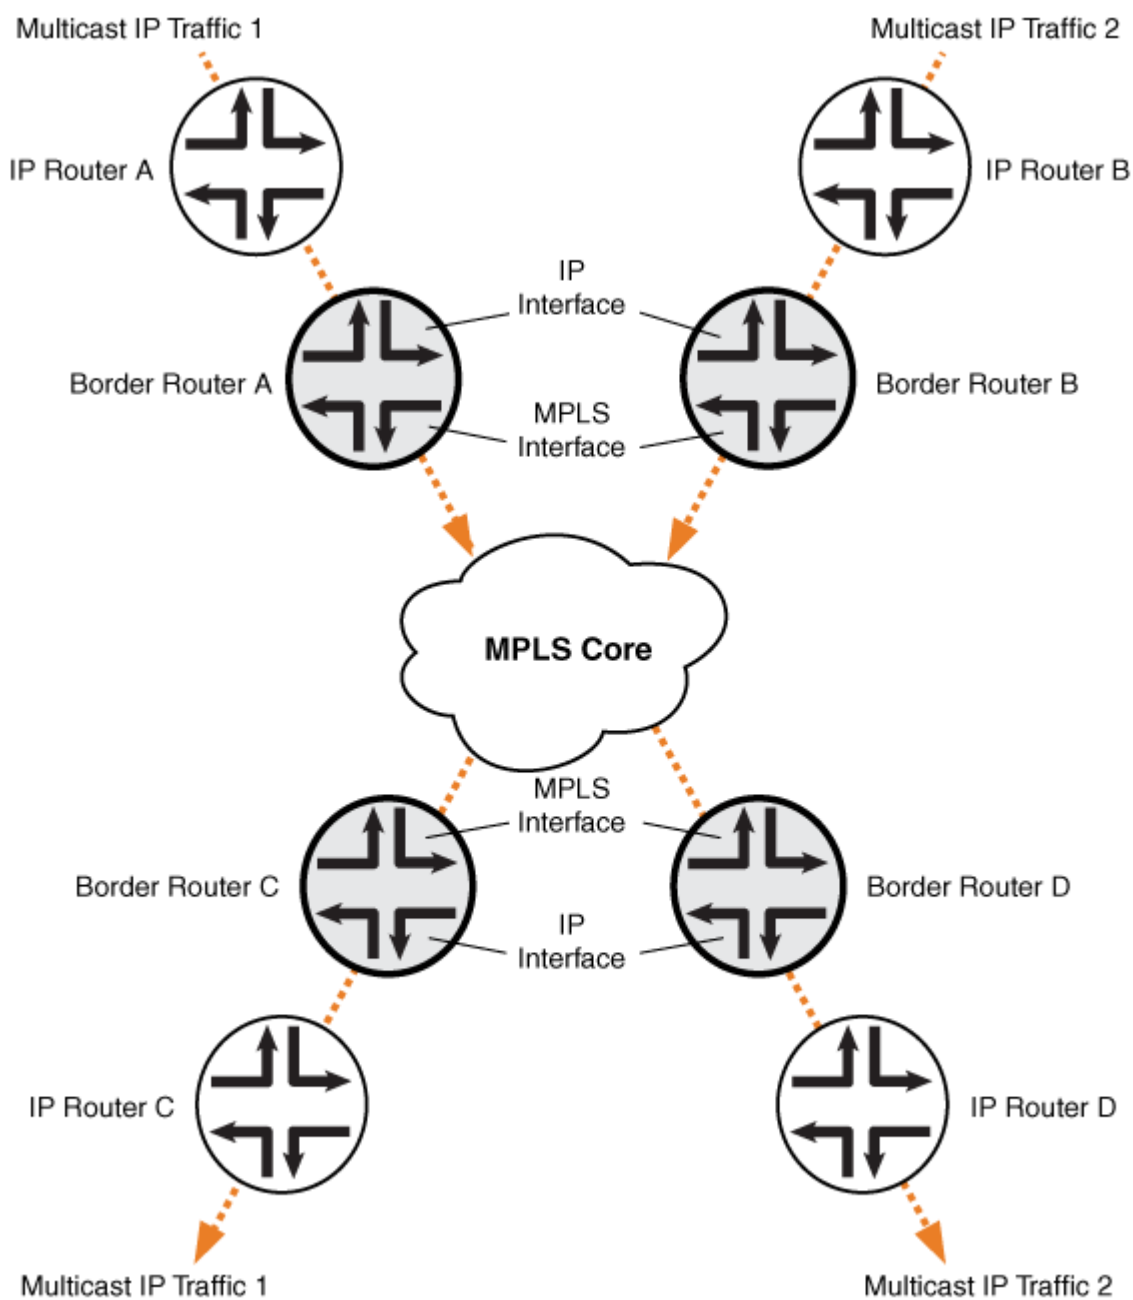 Multicast IP Traffic 1
Multicast IP Traffic 2
IP Router A
IP Router B
IP
Interface
Border Router A
Border Router B
MPLS
Interface
MPLS Core
MPLS
Interface
Border Router C
Border Router D
IP
Interface
IP Router C
IP Router D
Multicast IP Traffic 1
Multicast IP Traffic 2